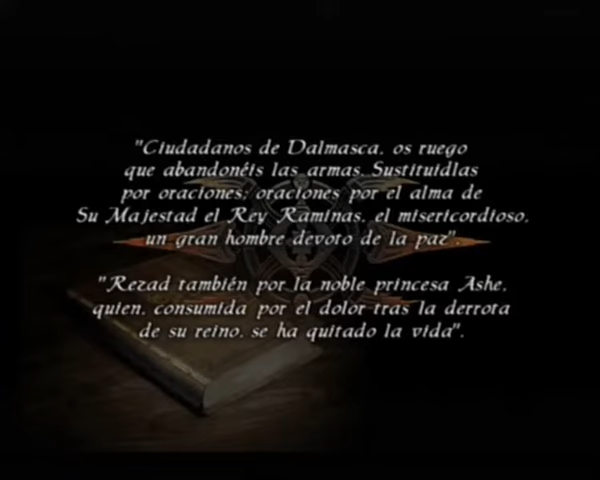 "Ciudadanos de Dalmasca, os ruego
que abandonéis las armas. Sustituidlas
por oraciones: oraciones por el alma de
Su Majestad el Rey Raminas, el misericordioso,
un gran hombre devoto de la paz".
"Rezad también por la noble princesa Ashe,
quien, consumida por el dolor tras la derrota
de su reino, se ha quitado la vida".